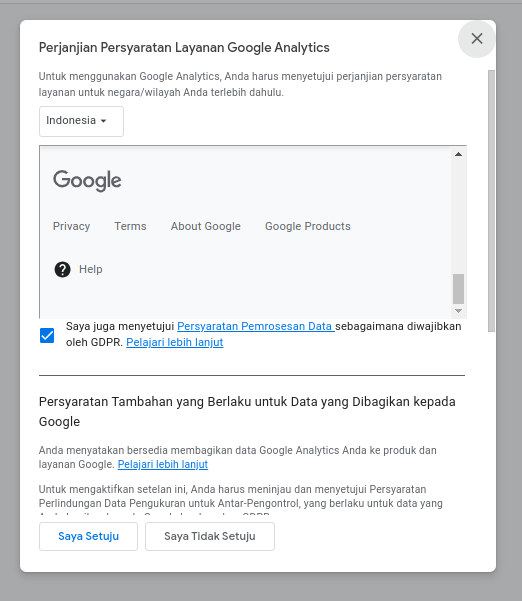 Perjanjian Persyaratan Layanan Google Analytics
Untuk menggunakan Google Analytics, Anda harus menyetujui perjanjian persyaratan
layanan untuk negara/wilayah Anda terlebih dahulu.
Indonesia
Google
Privacy Terms About Google Google Products
? Help
Saya juga menyetujui Persyaratan Pemrosesan Data sebagaimana diwajibkan
oleh GDPR. Pelajari lebih lanjut
Persyaratan Tambahan yang Berlaku untuk Data yang Dibagikan kepada
Google
Anda menyatakan bersedia membagikan data Google Analytics Anda ke produk dan
layanan Google. Pelajari lebih lanjut
Untuk mengaktifkan setelan ini, Anda harus meninjau dan menyetujui Persyaratan
Perlindungan Data Pengukuran untuk Antar-Pengontrol, yang berlaku untuk data yang
Saya Setuju Saya Tidak Setuju